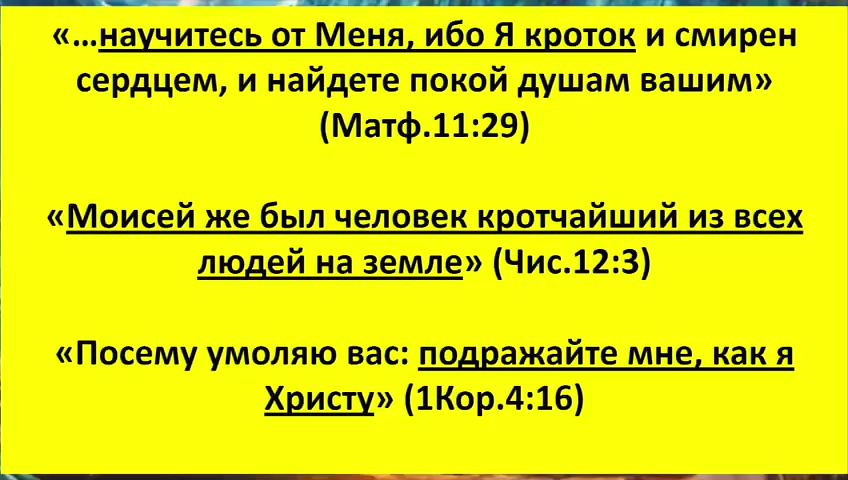 «…научитесь от Меня, ибо Я кроток и смирен
сердцем, и найдете покой душам вашим»
(Матф.11:29)
«Моисей же был человек кротчайший из всех
людей на земле» (Чис.12:3)
«Посему умоляю вас: подражайте мне, как я
Христу» (1Кор.4:16)